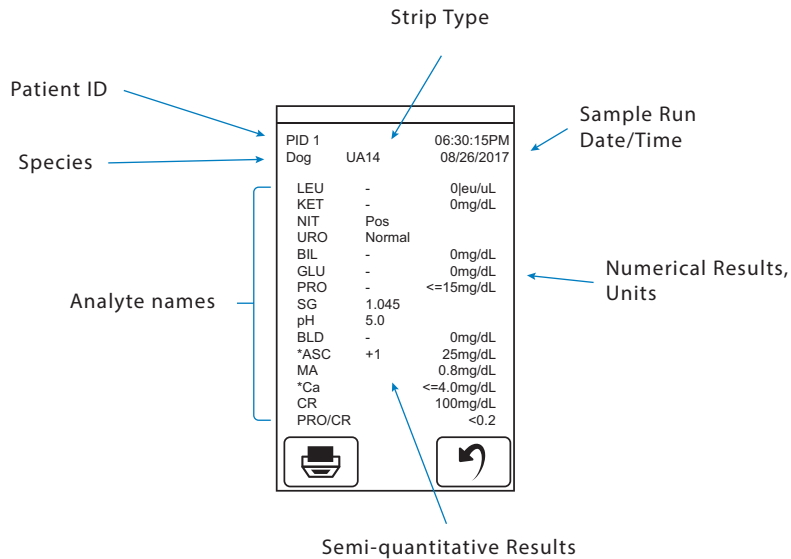 Strip Type
Patient ID
Species
Sample Run
Date/Time
PID 1 06:30:15PM
Dog UA14 08/26/2017
LEU - 0|eu/uL
KET - 0mg/dL
NIT Pos
URO Normal
BIL - 0mg/dL
GLU - 0mg/dL
PRO - <=15mg/dL
SG 1.045
pH 5.0
BLD - 0mg/dL
*ASC +1 25mg/dL
MA 0.8mg/dL
*Ca <=4.0mg/dL
CR 100mg/dL
PRO/CR <0.2
Analyte names
Numerical Results,
Units
Semi-quantitative Results